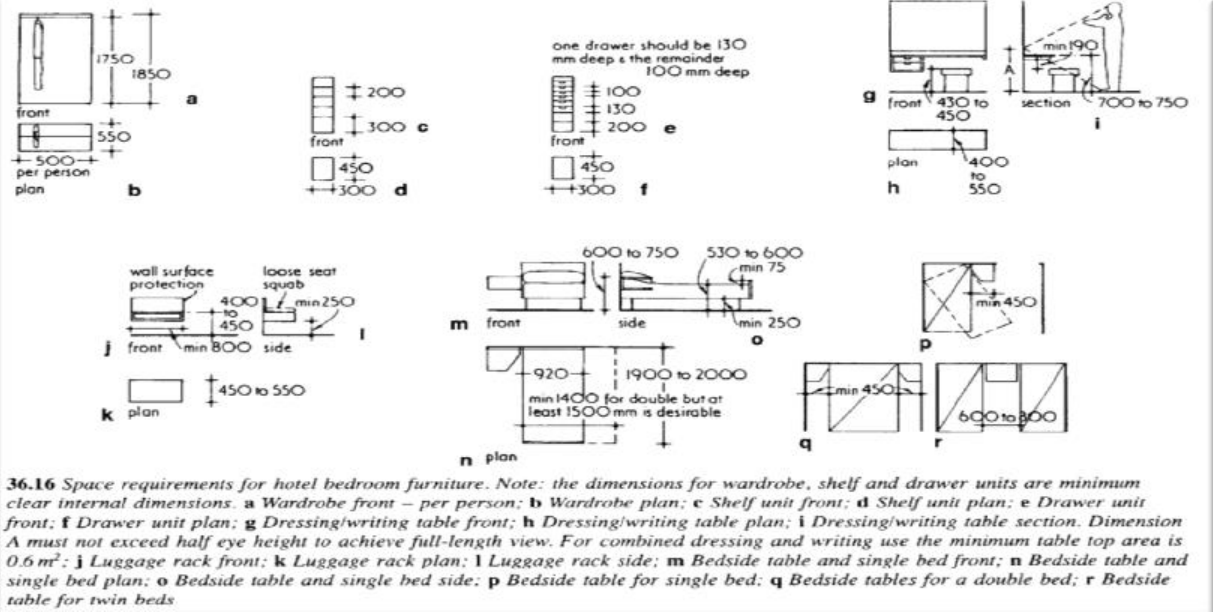 1750
1850
a
front
550
500
per person
plan
b
200
300
c
front
450
300
d
one drawer should be 130
mm deep & the remainder
100 mm deep
100
130
200
e
front
450
300
f
g
front
430 to
450
A
min 190
section
700 to 750
i
plan
400
to
550
h
wall surface
protection
loose seat
squab
400
to
450
min 250
j
front
min 800
side
l
450 to 550
k
plan
600 to 750
530 to 600
min 75
m
front
side
min 250
o
min 450
p
920
1900 to 2000
min 1400 for double but at
least 1500 mm is desirable
n
plan
min 450
q
600 to 800
r
36.16 Space requirements for hotel bedroom furniture. Note: the dimensions for wardrobe, shelf and drawer units are minimum
clear internal dimensions. a Wardrobe front – per person; b Wardrobe plan; c Shelf unit front; d Shelf unit plan; e Drawer unit
front; f Drawer unit plan; g Dressing/writing table front; h Dressing/writing table plan; i Dressing/writing table section. Dimension
A must not exceed half eye height to achieve full-length view. For combined dressing and writing use the minimum table top area is
0.6 m²; j Luggage rack front; k Luggage rack plan; l Luggage rack side; m Bedside table and single bed front; n Bedside table and
single bed plan; o Bedside table and single bed side; p Bedside table for single bed; q Bedside tables for a double bed; r Bedside
table for twin beds